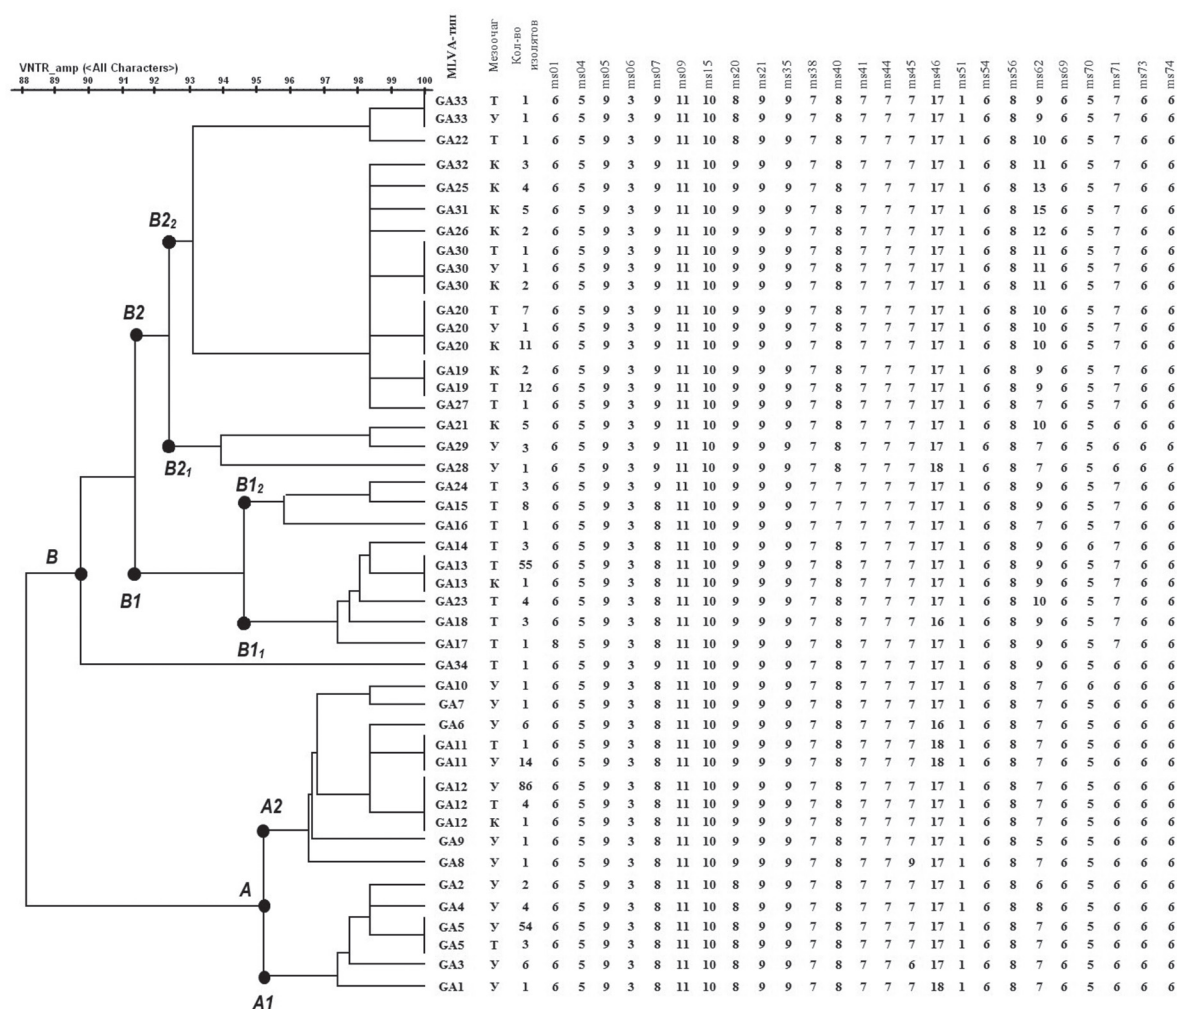 VNTR_amp (<All Characters>)
88 89 90 91 92 93 94 95 96 97 98 99 100
MLVA-тип Мезоочаг Кол-во изолятов ms01 ms04 ms05 ms06 ms07 ms09 ms15 ms20 ms21 ms35 ms38 ms40 ms41 ms44 ms45 ms46 ms51 ms54 ms56 ms62 ms69 ms70 ms71 ms73 ms74
GA33 Т 1 6 5 9 3 9 11 10 8 9 9 7 8 7 7 7 17 1 6 8 9 6 5 7 6 6
GA33 У 1 6 5 9 3 9 11 10 8 9 9 7 8 7 7 7 17 1 6 8 9 6 5 7 6 6
GA22 Т 1 6 5 9 3 9 11 10 8 9 9 7 8 7 7 7 17 1 6 8 10 6 5 7 6 6
GA32 К 3 6 5 9 3 9 11 10 9 9 9 7 8 7 7 7 17 1 6 8 11 6 5 7 6 6
GA25 К 4 6 5 9 3 9 11 10 9 9 9 7 8 7 7 7 17 1 6 8 13 6 5 7 6 6
GA31 К 5 6 5 9 3 9 11 10 9 9 9 7 8 7 7 7 17 1 6 8 15 6 5 7 6 6
B2₂
GA26 К 2 6 5 9 3 9 11 10 9 9 9 7 8 7 7 7 17 1 6 8 12 6 5 7 6 6
GA30 Т 1 6 5 9 3 9 11 10 9 9 9 7 8 7 7 7 17 1 6 8 11 6 5 7 6 6
GA30 У 1 6 5 9 3 9 11 10 9 9 9 7 8 7 7 7 17 1 6 8 11 6 5 7 6 6
GA30 К 2 6 5 9 3 9 11 10 9 9 9 7 8 7 7 7 17 1 6 8 11 6 5 7 6 6
B2
GA20 Т 7 6 5 9 3 9 11 10 9 9 9 7 8 7 7 7 17 1 6 8 10 6 5 7 6 6
GA20 У 1 6 5 9 3 9 11 10 9 9 9 7 8 7 7 7 17 1 6 8 10 6 5 7 6 6
GA20 К 11 6 5 9 3 9 11 10 9 9 9 7 8 7 7 7 17 1 6 8 10 6 5 7 6 6
GA19 К 2 6 5 9 3 9 11 10 9 9 9 7 8 7 7 7 17 1 6 8 9 6 5 7 6 6
GA19 Т 12 6 5 9 3 9 11 10 9 9 9 7 8 7 7 7 17 1 6 8 9 6 5 7 6 6
GA27 Т 1 6 5 9 3 9 11 10 9 9 9 7 8 7 7 7 17 1 6 8 7 6 5 7 6 6
GA21 К 5 6 5 9 3 9 11 10 9 9 9 7 8 7 7 7 17 1 6 8 10 6 5 6 6 6
GA29 У 3 6 5 9 3 9 11 10 9 9 9 7 8 7 7 7 17 1 6 8 7 6 5 6 6 6
B2₁
GA28 У 1 6 5 9 3 9 11 10 9 9 9 7 8 7 7 7 18 1 6 8 7 6 5 6 6 6
B1₂
GA24 Т 3 6 5 9 3 9 11 10 9 9 9 7 7 7 7 7 17 1 6 8 9 6 5 6 6 6
GA15 Т 8 6 5 9 3 8 11 10 9 9 9 7 7 7 7 7 17 1 6 8 9 6 5 6 6 6
GA16 Т 1 6 5 9 3 8 11 10 9 9 9 7 7 7 7 7 17 1 6 8 7 6 5 6 6 6
GA14 Т 3 6 5 9 3 8 11 10 9 9 9 7 8 7 7 7 17 1 6 8 9 6 6 7 6 6
B
GA13 Т 55 6 5 9 3 8 11 10 9 9 9 7 8 7 7 7 17 1 6 8 9 6 5 7 6 6
GA13 К 1 6 5 9 3 8 11 10 9 9 9 7 8 7 7 7 17 1 6 8 9 6 5 7 6 6
B1
GA23 Т 4 6 5 9 3 8 11 10 9 9 9 7 8 7 7 7 17 1 6 8 10 6 5 7 6 6
GA18 Т 3 6 5 9 3 8 11 10 9 9 9 7 8 7 7 7 16 1 6 8 9 6 5 7 6 6
B1₁
GA17 Т 1 8 5 9 3 8 11 10 9 9 9 7 8 7 7 7 17 1 6 8 9 6 5 7 6 6
GA34 Т 1 6 5 9 3 9 11 10 9 9 9 7 8 7 7 7 17 1 6 8 9 6 5 6 6 6
GA10 У 1 6 5 9 3 8 11 10 9 9 9 7 8 7 7 7 17 1 6 8 7 6 6 6 6 6
GA7 У 1 6 5 9 3 8 11 10 9 9 9 7 8 7 7 7 17 1 6 8 7 6 5 7 6 6
GA6 У 6 6 5 9 3 8 11 10 9 9 9 7 8 7 7 7 16 1 6 8 7 6 5 6 6 6
GA11 Т 1 6 5 9 3 8 11 10 9 9 9 7 8 7 7 7 18 1 6 8 7 6 5 6 6 6
GA11 У 14 6 5 9 3 8 11 10 9 9 9 7 8 7 7 7 18 1 6 8 7 6 5 6 6 6
GA12 У 86 6 5 9 3 8 11 10 9 9 9 7 8 7 7 7 17 1 6 8 7 6 5 6 6 6
A2
GA12 Т 4 6 5 9 3 8 11 10 9 9 9 7 8 7 7 7 17 1 6 8 7 6 5 6 6 6
GA12 К 1 6 5 9 3 8 11 10 9 9 9 7 8 7 7 7 17 1 6 8 7 6 5 6 6 6
GA9 У 1 6 5 9 3 8 11 10 9 9 9 7 8 7 7 7 17 1 6 8 5 6 5 6 6 6
GA8 У 1 6 5 9 3 8 11 10 9 9 9 7 8 7 7 9 17 1 6 8 7 6 5 6 6 6
A
GA2 У 2 6 5 9 3 8 11 10 8 9 9 7 8 7 7 7 17 1 6 8 6 6 5 6 6 6
GA4 У 4 6 5 9 3 8 11 10 8 9 9 7 8 7 7 7 17 1 6 8 8 6 5 6 6 6
GA5 У 54 6 5 9 3 8 11 10 8 9 9 7 8 7 7 7 17 1 6 8 7 6 5 6 6 6
GA5 Т 3 6 5 9 3 8 11 10 8 9 9 7 8 7 7 7 17 1 6 8 7 6 5 6 6 6
GA3 У 6 6 5 9 3 8 11 10 8 9 9 7 8 7 7 6 17 1 6 8 7 6 5 6 6 6
GA1 У 1 6 5 9 3 8 11 10 8 9 9 7 8 7 7 7 18 1 6 8 7 6 5 6 6 6
A1